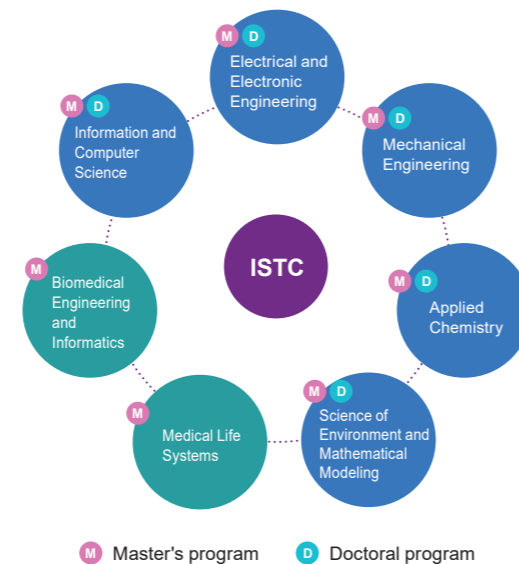 M D
Electrical and
Electronic
Engineering
M D
Mechanical
Engineering
M D
Applied
Chemistry
M D
Science of
Environment and
Mathematical
Modeling
M
Medical Life
Systems
M
Biomedical
Engineering
and
Informatics
M D
Information and
Computer
Science
ISTC
M Master's program
D Doctoral program